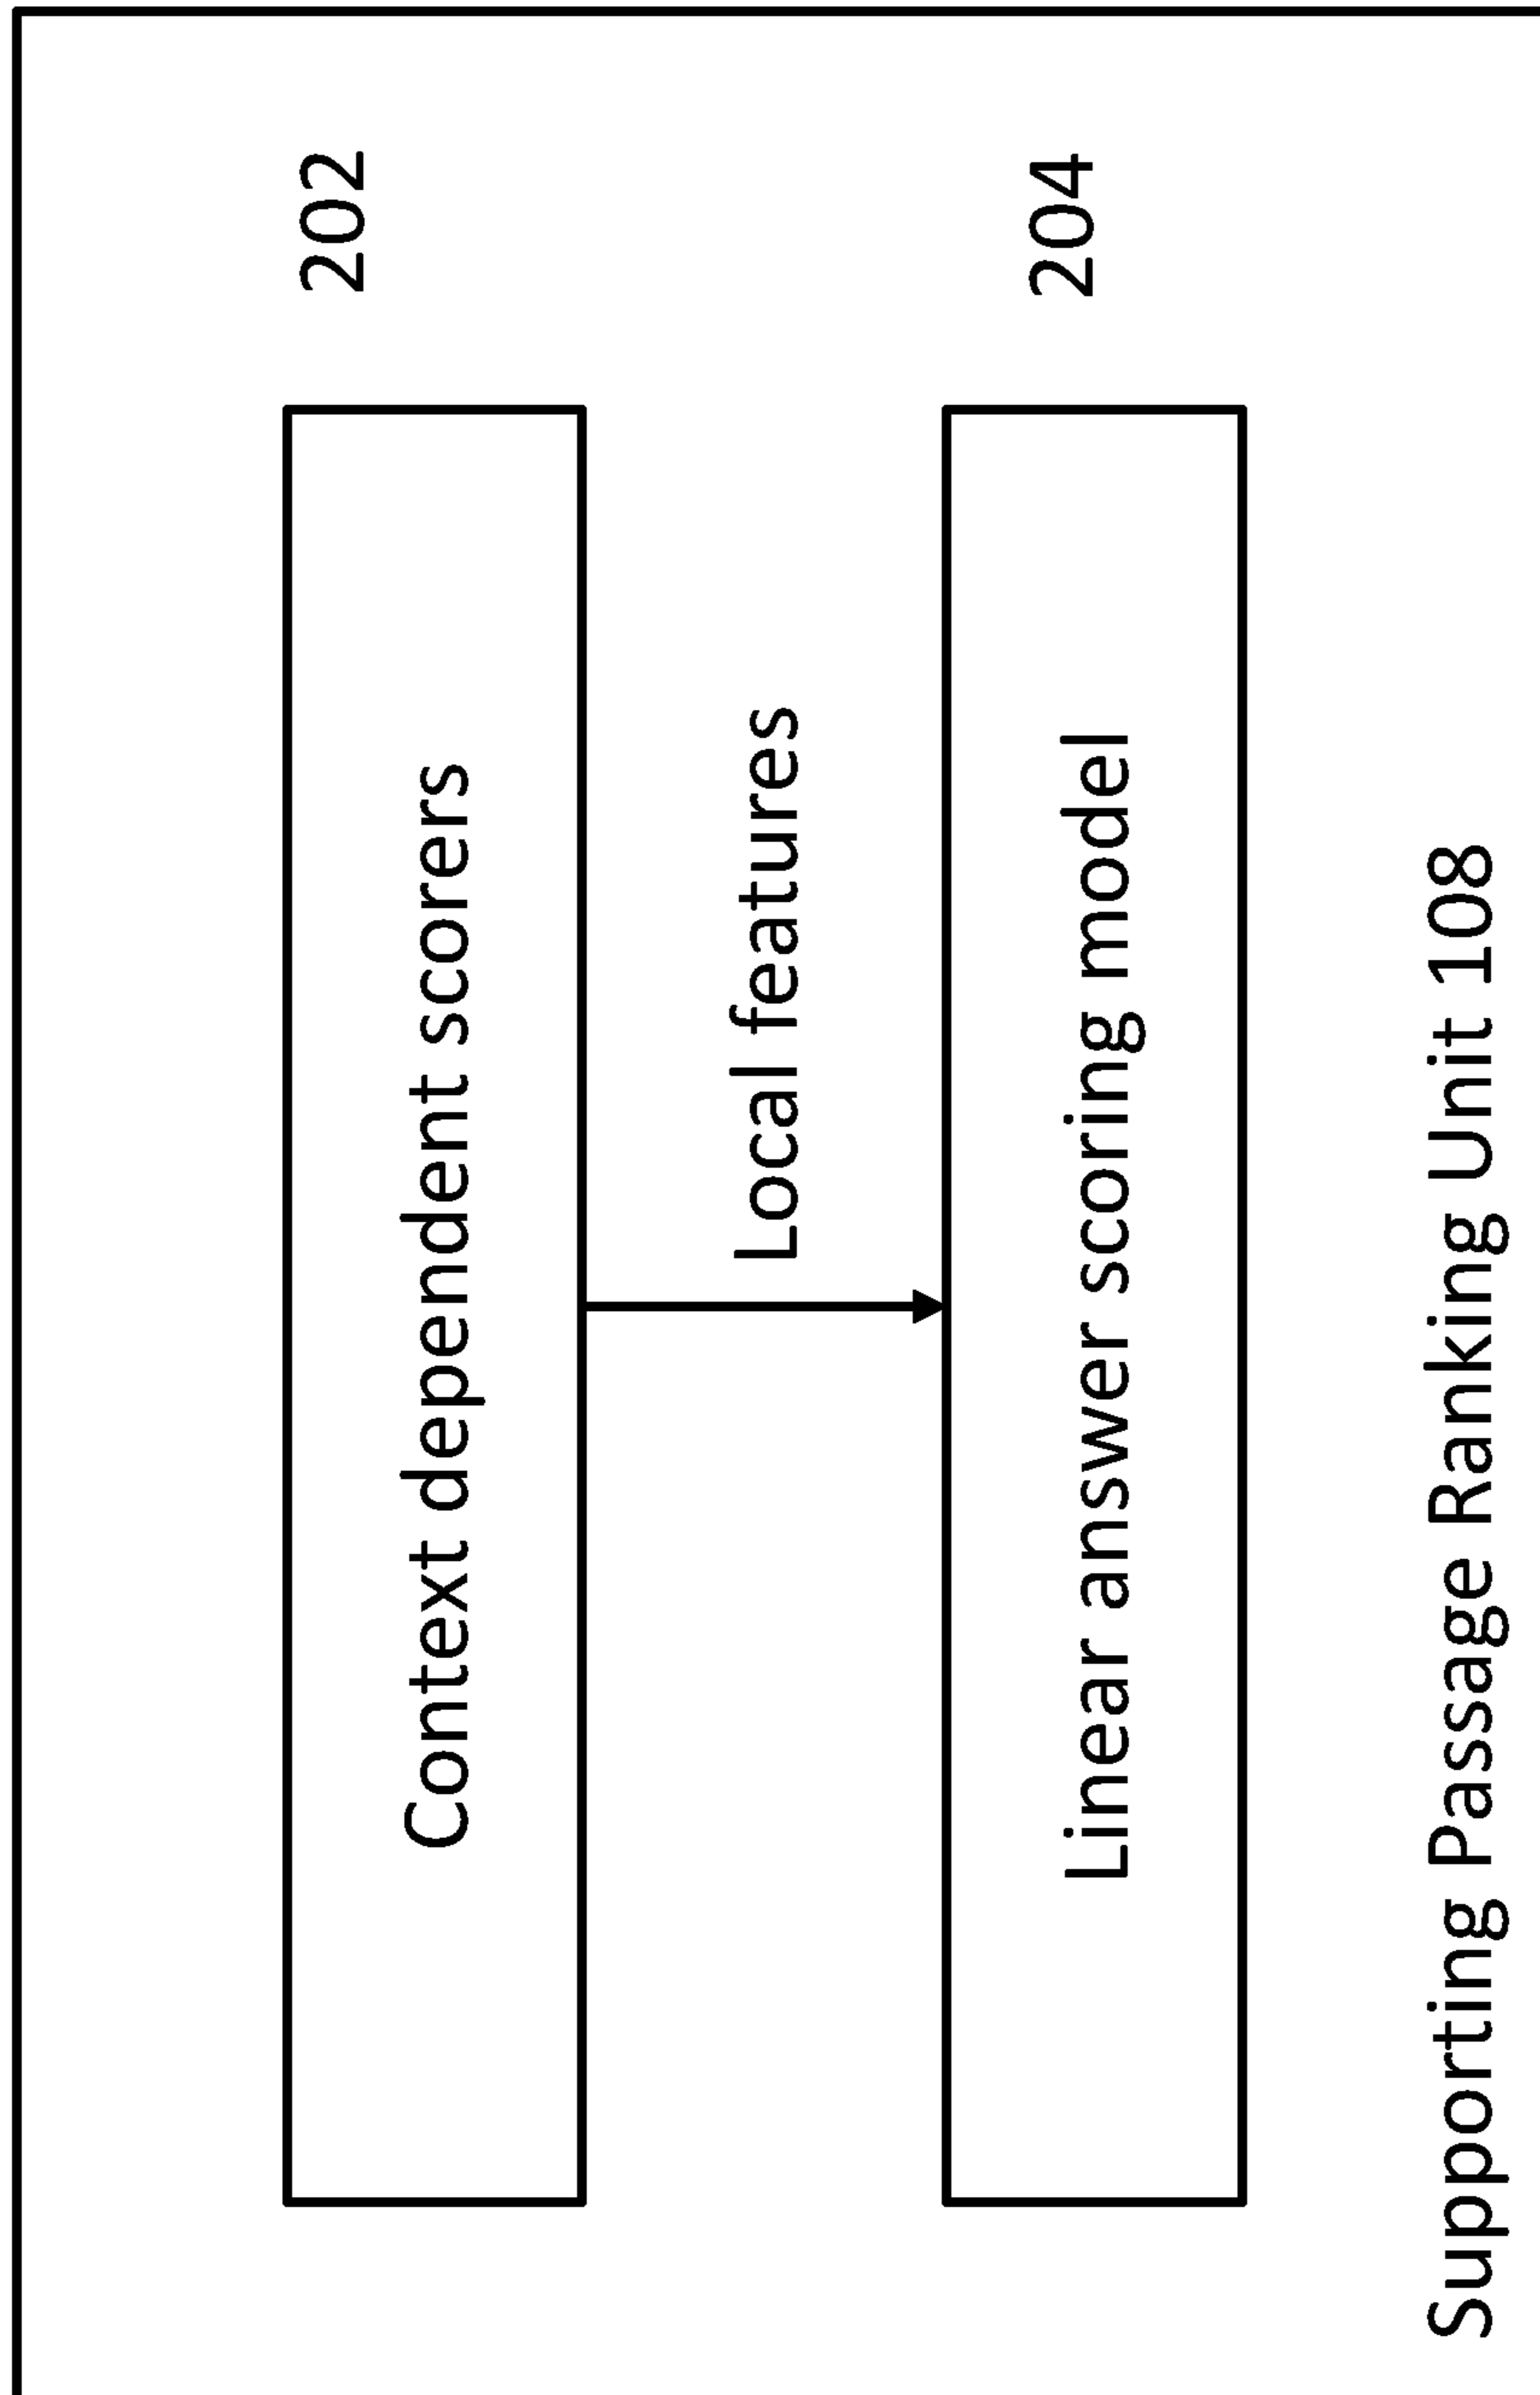 Context dependent scorers
202
Local features
Linear answer scoring model
204
Supporting Passage Ranking Unit 108